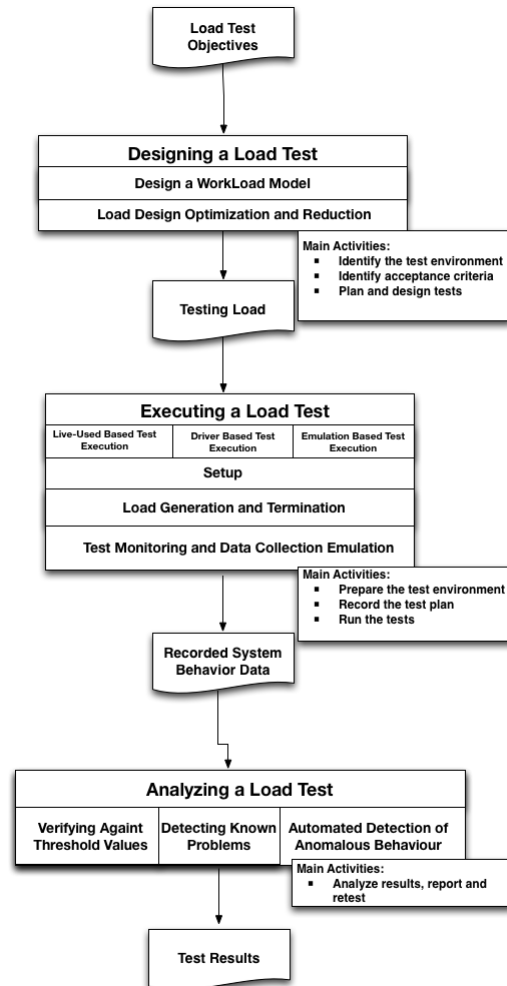 Load Test
Objectives
Designing a Load Test
Design a WorkLoad Model
Load Design Optimization and Reduction
Main Activities:
▪ Identify the test environment
▪ Identify acceptance criteria
▪ Plan and design tests
Testing Load
Executing a Load Test
Live-Used Based Test
Execution
Driver Based Test
Execution
Emulation Based Test
Execution
Setup
Load Generation and Termination
Test Monitoring and Data Collection Emulation
Main Activities:
▪ Prepare the test environment
▪ Record the test plan
▪ Run the tests
Recorded System
Behavior Data
Analyzing a Load Test
Verifying Againt
Threshold Values
Detecting Known
Problems
Automated Detection of
Anomalous Behaviour
Main Activities:
▪ Analyze results, report and
retest
Test Results